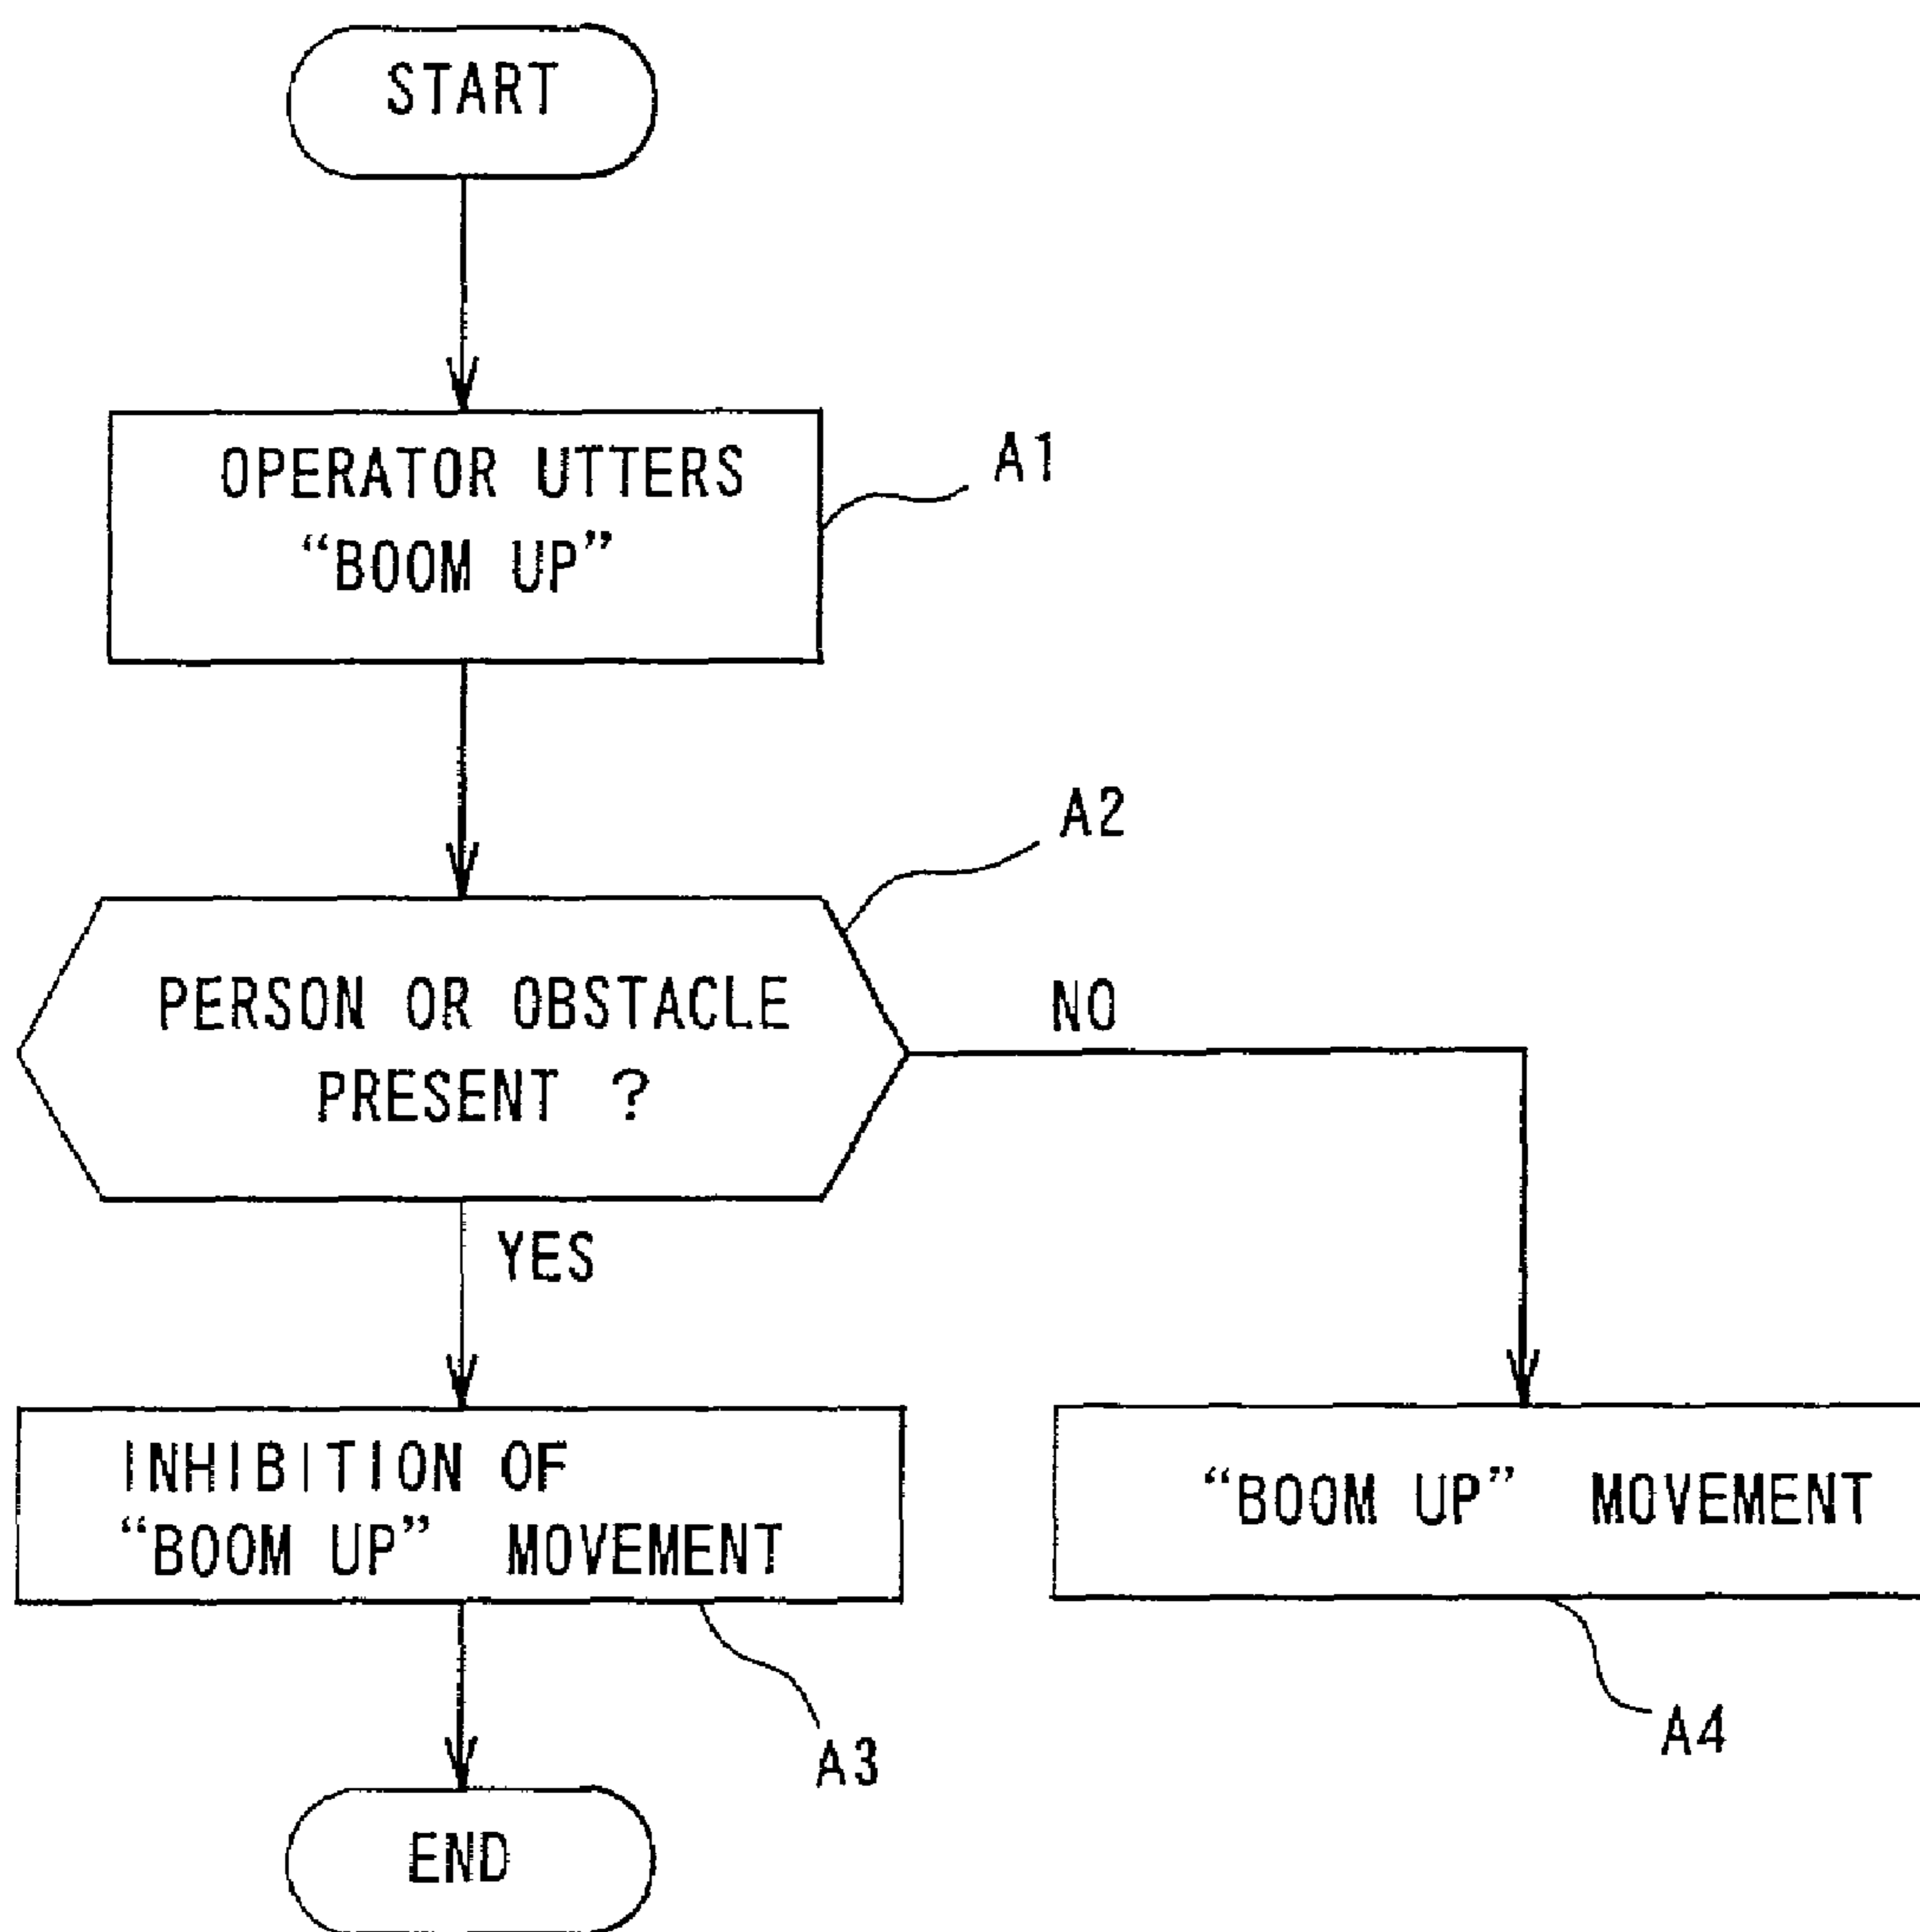 START
OPERATOR UTTERS
“BOOM UP”
A1
A2
PERSON OR OBSTACLE
PRESENT ?
NO
YES
INHIBITION OF
“BOOM UP” MOVEMENT
“BOOM UP” MOVEMENT
A3
A4
END